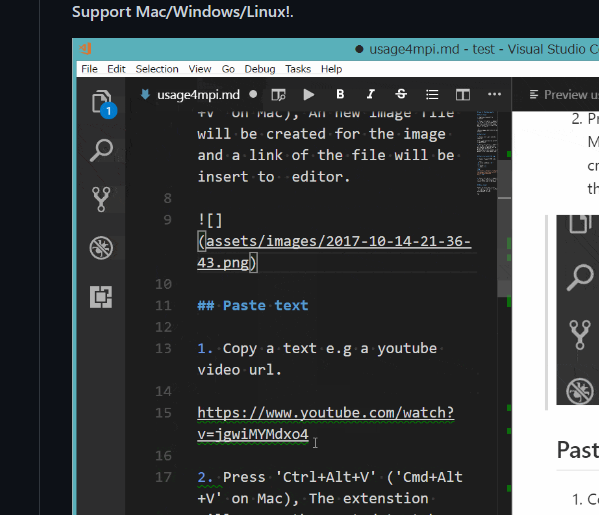 Support Mac/Windows/Linux!.
usage4mpi.md - test - Visual Studio C
File Edit Selection View Go Debug Tasks Help
1
usage4mpi.md
B I S
Preview u
+V' on Mac), An new image file
will be created for the image
and a link of the file will be
insert to editor.
8
9 ![]
(assets/images/2017-10-14-21-36-
43.png)
10
11 ## Paste text
12
13 1. Copy a text e.g a youtube
video url.
14
15 https://www.youtube.com/watch?
v=jgwiMYMdxo4
16
17 2. Press 'Ctrl+Alt+V' ('Cmd+Alt
+V' on Mac), The extenstion
2. P
M
cr
th
Past
1. C